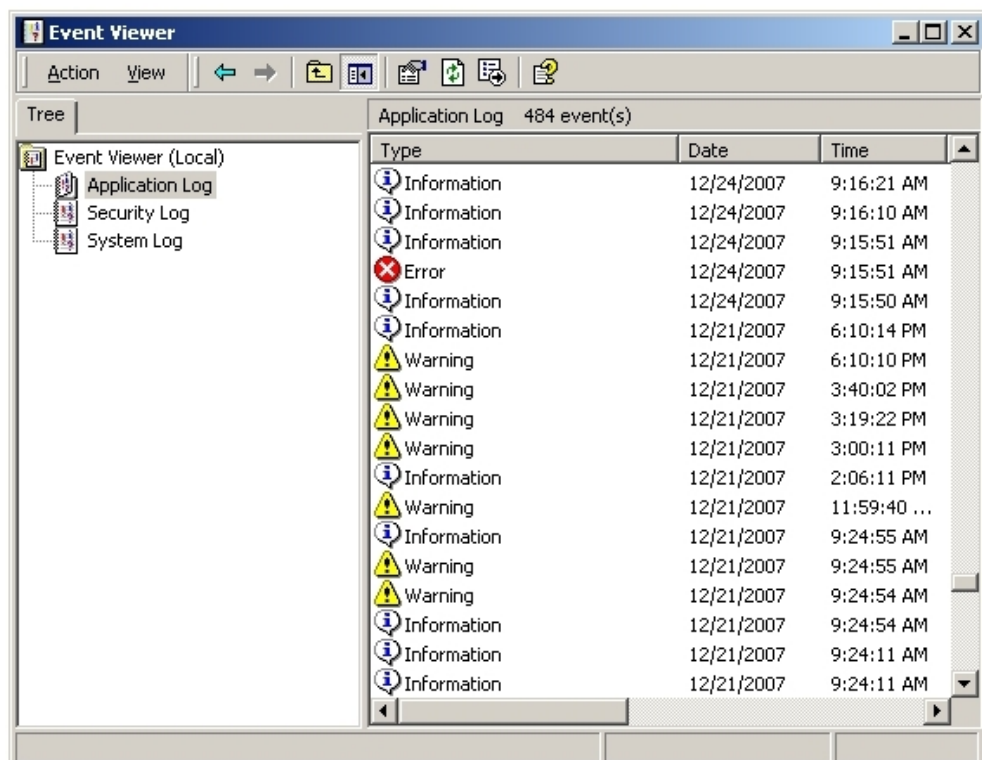 Event Viewer
Action View
Tree
Application Log 484 event(s)
Event Viewer (Local)
Application Log
Security Log
System Log
Type Date Time
Information 12/24/2007 9:16:21 AM
Information 12/24/2007 9:16:10 AM
Information 12/24/2007 9:15:51 AM
Error 12/24/2007 9:15:51 AM
Information 12/24/2007 9:15:50 AM
Information 12/21/2007 6:10:14 PM
Warning 12/21/2007 6:10:10 PM
Warning 12/21/2007 3:40:02 PM
Warning 12/21/2007 3:19:22 PM
Warning 12/21/2007 3:00:11 PM
Information 12/21/2007 2:06:11 PM
Warning 12/21/2007 11:59:40 ...
Information 12/21/2007 9:24:55 AM
Warning 12/21/2007 9:24:55 AM
Warning 12/21/2007 9:24:54 AM
Information 12/21/2007 9:24:54 AM
Information 12/21/2007 9:24:11 AM
Information 12/21/2007 9:24:11 AM